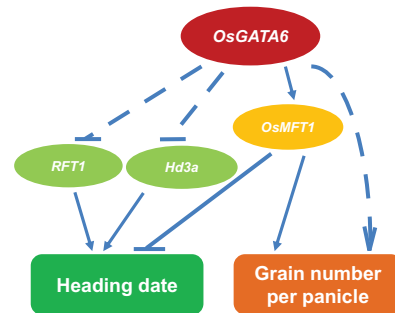 OsGATA6
OsMFT1
RFT1
Hd3a
Heading date
Grain number
per panicle